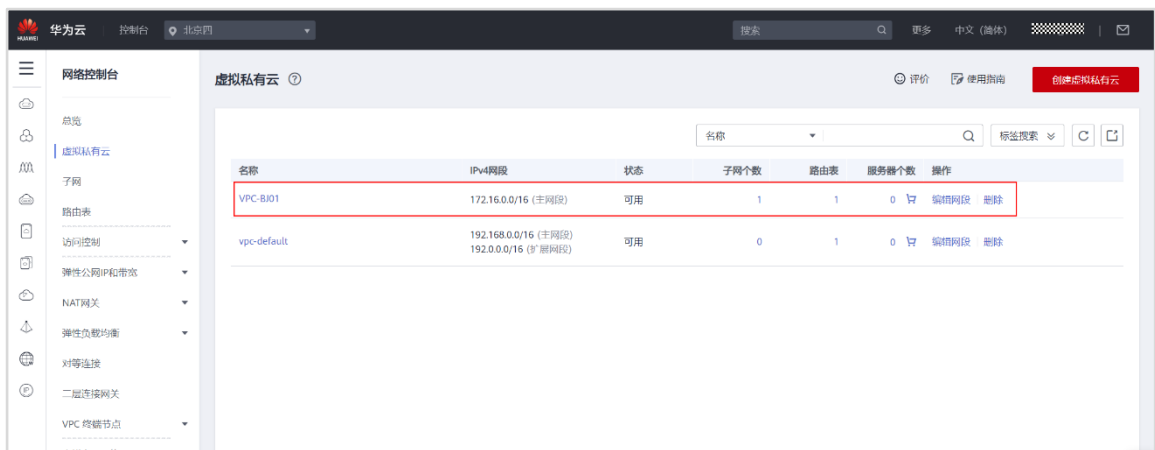 HUAWEI 华为云 控制台 北京四 搜索 更多 中文 (简体)
网络控制台
虚拟私有云 评价 使用指南 创建虚拟私有云
总览
虚拟私有云
子网
路由表
访问控制
弹性公网IP和带宽
NAT网关
弹性负载均衡
对等连接
二层连接网关
VPC 终端节点
名称 标签搜索
名称 IPv4网段 状态 子网个数 路由表 服务器个数 操作
VPC-BJ01 172.16.0.0/16 (主网段) 可用 1 1 0 编辑网段 删除
vpc-default 192.168.0.0/16 (主网段) 可用 0 1 0 编辑网段 删除
192.0.0.0/16 (扩展网段)